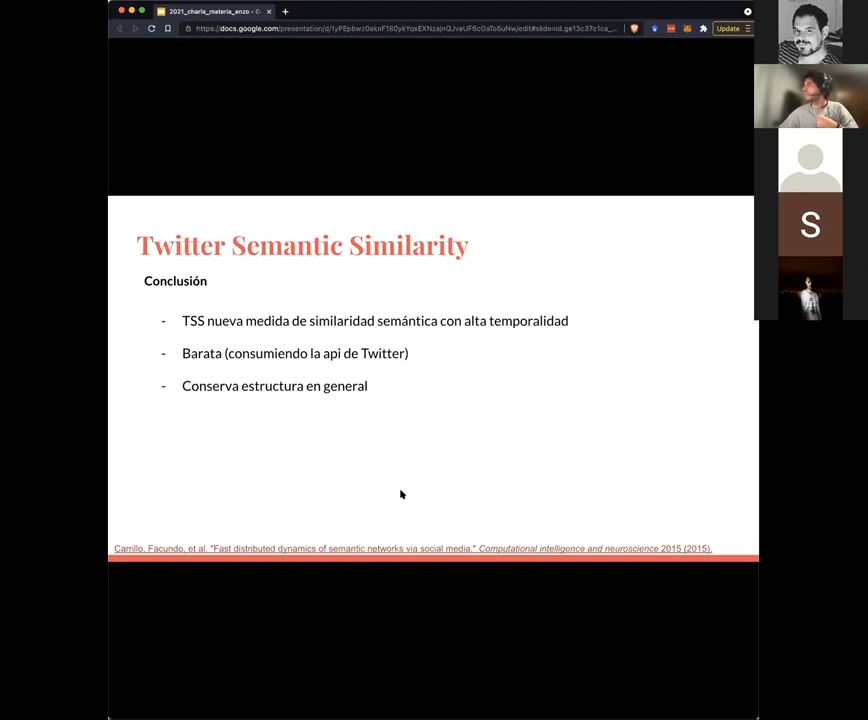 2021_charla_materia_enzo - G
https://docs.google.com/presentation/d/1yPEpbwz0aknF180ykYqxEXNzajnQJveUF6cGaTo5uNw/edit#slide=id.ge13c37c1ca_...
Update
Twitter Semantic Similarity
Conclusión
- TSS nueva medida de similaridad semántica con alta temporalidad
- Barata (consumiendo la api de Twitter)
- Conserva estructura en general
Carrillo, Facundo, et al. "Fast distributed dynamics of semantic networks via social media." Computational intelligence and neuroscience 2015 (2015).
S